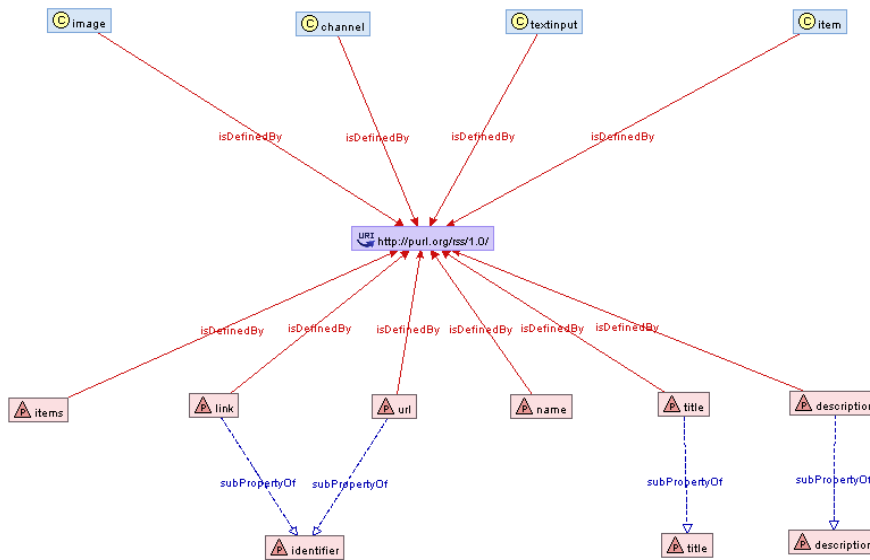 C image
C channel
C textinput
C item
isDefinedBy
isDefinedBy
isDefinedBy
isDefinedBy
URI http://purl.org/rss/1.0/
isDefinedBy
isDefinedBy
isDefinedBy
isDefinedBy
isDefinedBy
isDefinedBy
P items
P link
P url
P name
P title
P description
subPropertyOf
subPropertyOf
subPropertyOf
subPropertyOf
P identifier
P title
P description